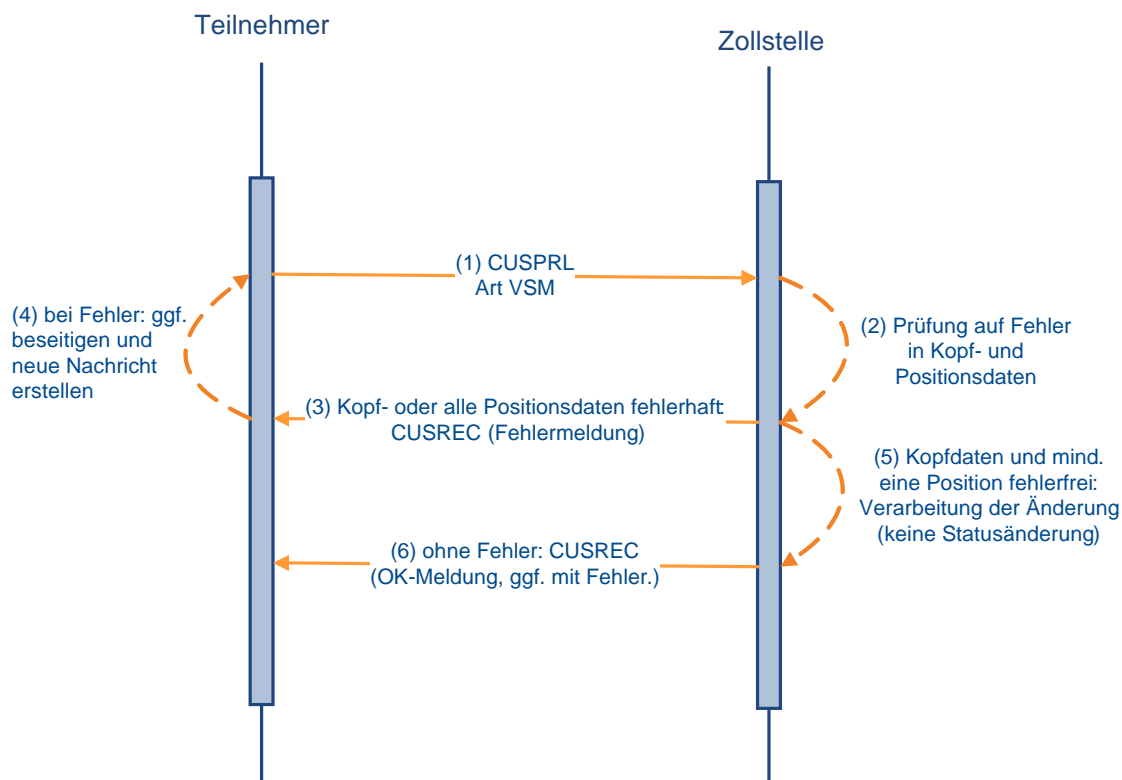 Teilnehmer
Zollstelle
(1) CUSPRL
Art VSM
(4) bei Fehler: ggf.
beseitigen und
neue Nachricht
erstellen
(2) Prüfung auf Fehler
in Kopf- und
Positionsdaten
(3) Kopf- oder alle Positionsdaten fehlerhaft:
CUSREC (Fehlermeldung)
(5) Kopfdaten und mind.
eine Position fehlerfrei:
Verarbeitung der Änderung
(keine Statusänderung)
(6) ohne Fehler: CUSREC
(OK-Meldung, ggf. mit Fehler.)